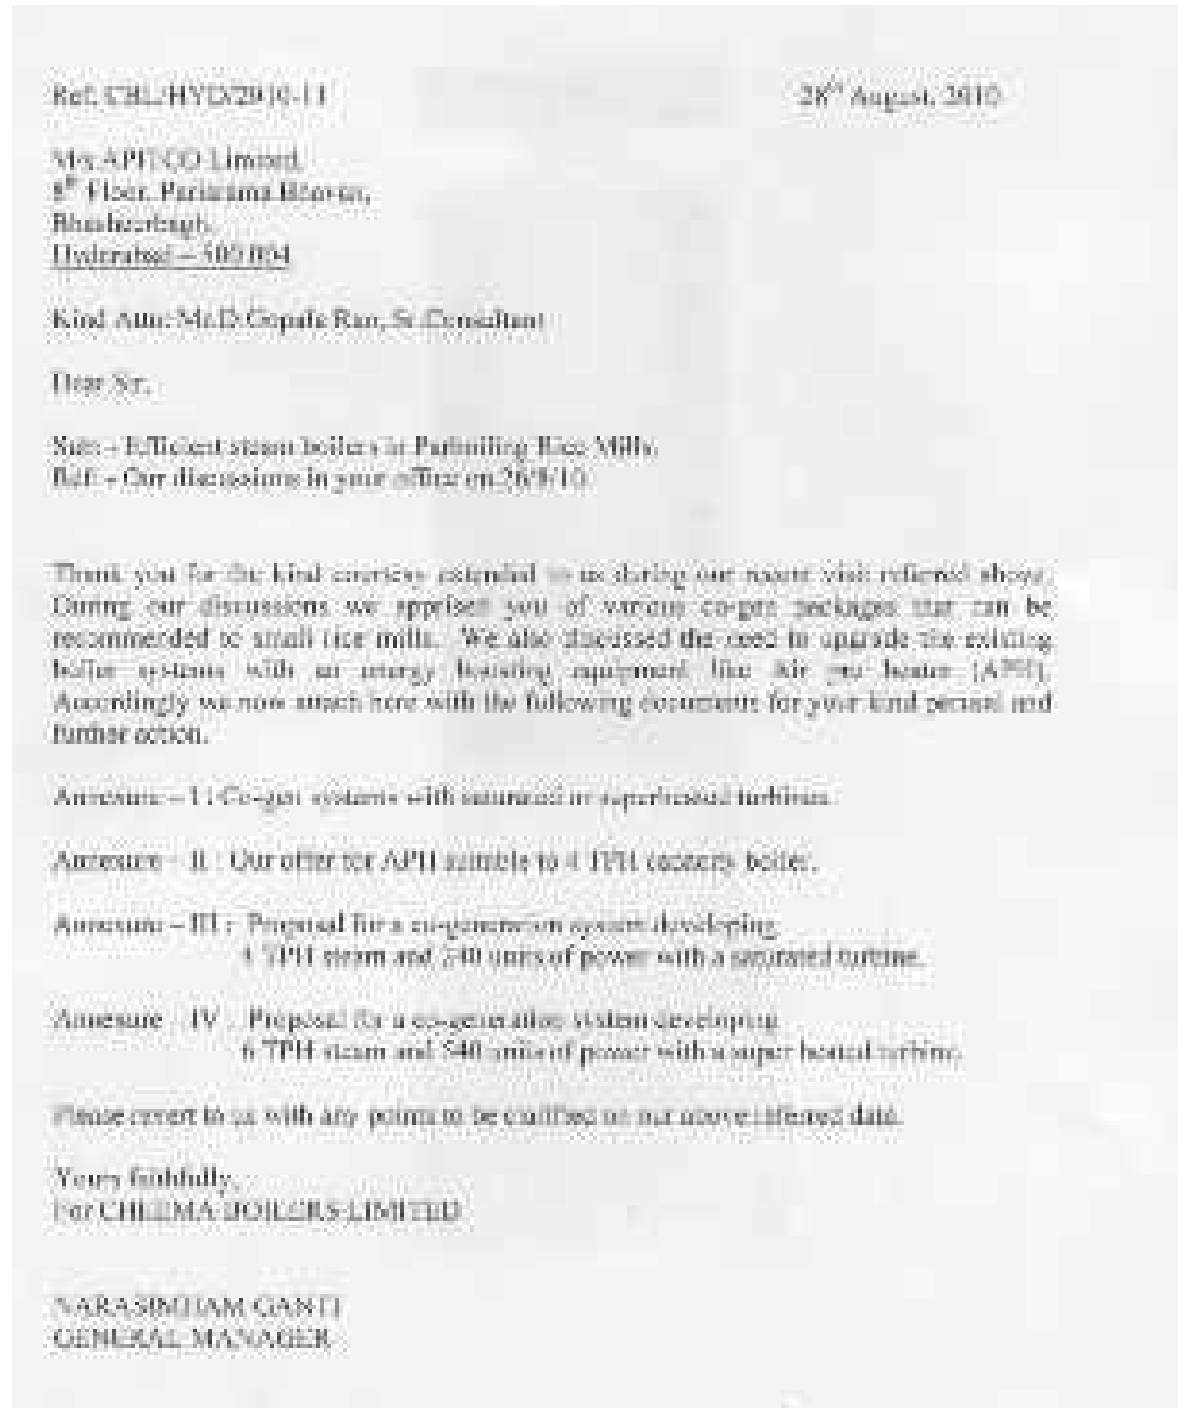 Ref: CBL/HYD/2010-11 28th August, 2010
M/s APITCO Limited,
8th Floor, Parisrama Bhavan,
Bhasheerbagh,
Hyderabad – 500 004
Kind Attn: Mr.D.Gopala Rao, Sr.Consultant
Dear Sir,
Sub: - Efficient steam boilers in Parboiling Rice Mills.
Ref: - Our discussions in your office on 26/8/10
Thank you for the kind courtesy extended to us during our recent visit referred above.
During our discussions we apprised you of various co-gen packages that can be
recommended to small rice mills. We also discussed the need to upgrade the existing
boiler systems with an energy boosting equipment like Air pre heater (APH).
Accordingly we now attach here with the following documents for your kind perusal and
further action.
Annexure – I : Co-gen systems with saturated or superheated turbines.
Annexure – II : Our offer for APH suitable to 4 TPH capacity boiler.
Annexure – III : Proposal for a co-generation system developing
TPH steam and units of power with a saturated turbine.
Annexure – IV : Proposal for a co-generation system developing
6 TPH steam and 540 units of power with a super heated turbine.
Please revert to us with any points to be clarified on our above referred data.
Yours faithfully,
For CHEEMA BOILERS LIMITED
NARASIMHAM GANTI
GENERAL MANAGER